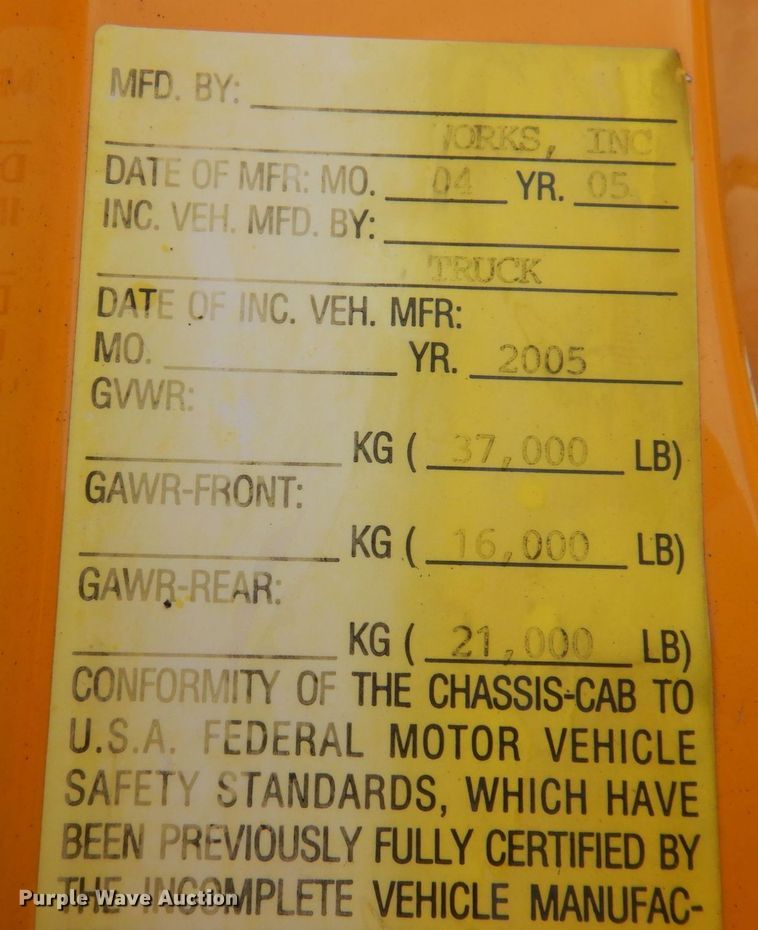 MFD. BY:
ORKS, INC
DATE OF MFR: MO. 04 YR. 05
INC. VEH. MFD. BY:
TRUCK
DATE OF INC. VEH. MFR:
MO. YR. 2005
GVWR:
KG ( 37,000 LB)
GAWR-FRONT:
KG ( 16,000 LB)
GAWR-REAR:
KG ( 21,000 LB)
CONFORMITY OF THE CHASSIS-CAB TO
U.S.A. FEDERAL MOTOR VEHICLE
SAFETY STANDARDS, WHICH HAVE
BEEN PREVIOUSLY FULLY CERTIFIED BY
THE INCOMPLETE VEHICLE MANUFAC-
Purple Wave Auction